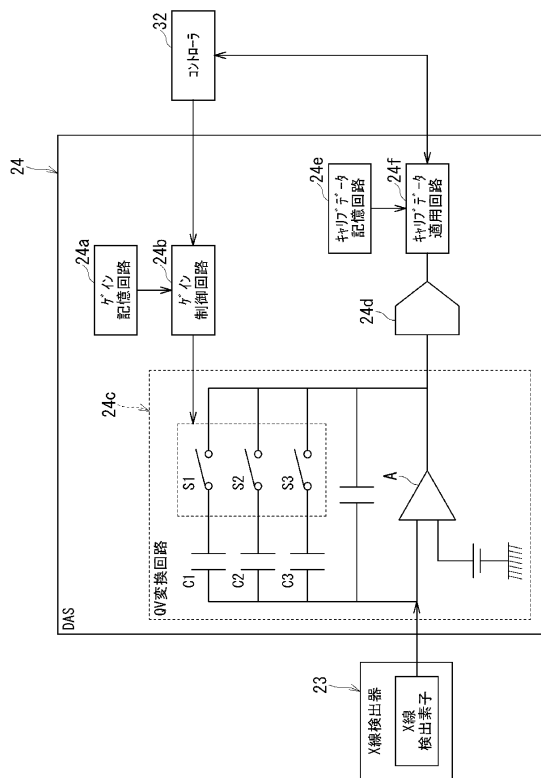 24
DAS
32
コントローラ
24a
ゲイン
記憶回路
24b
ゲイン
制御回路
24e
キャリブデータ
記憶回路
24f
キャリブデータ
適用回路
24d
24c
QV変換回路
S1
S2
S3
C1
C2
C3
A
23
X線検出器
X線
検出素子